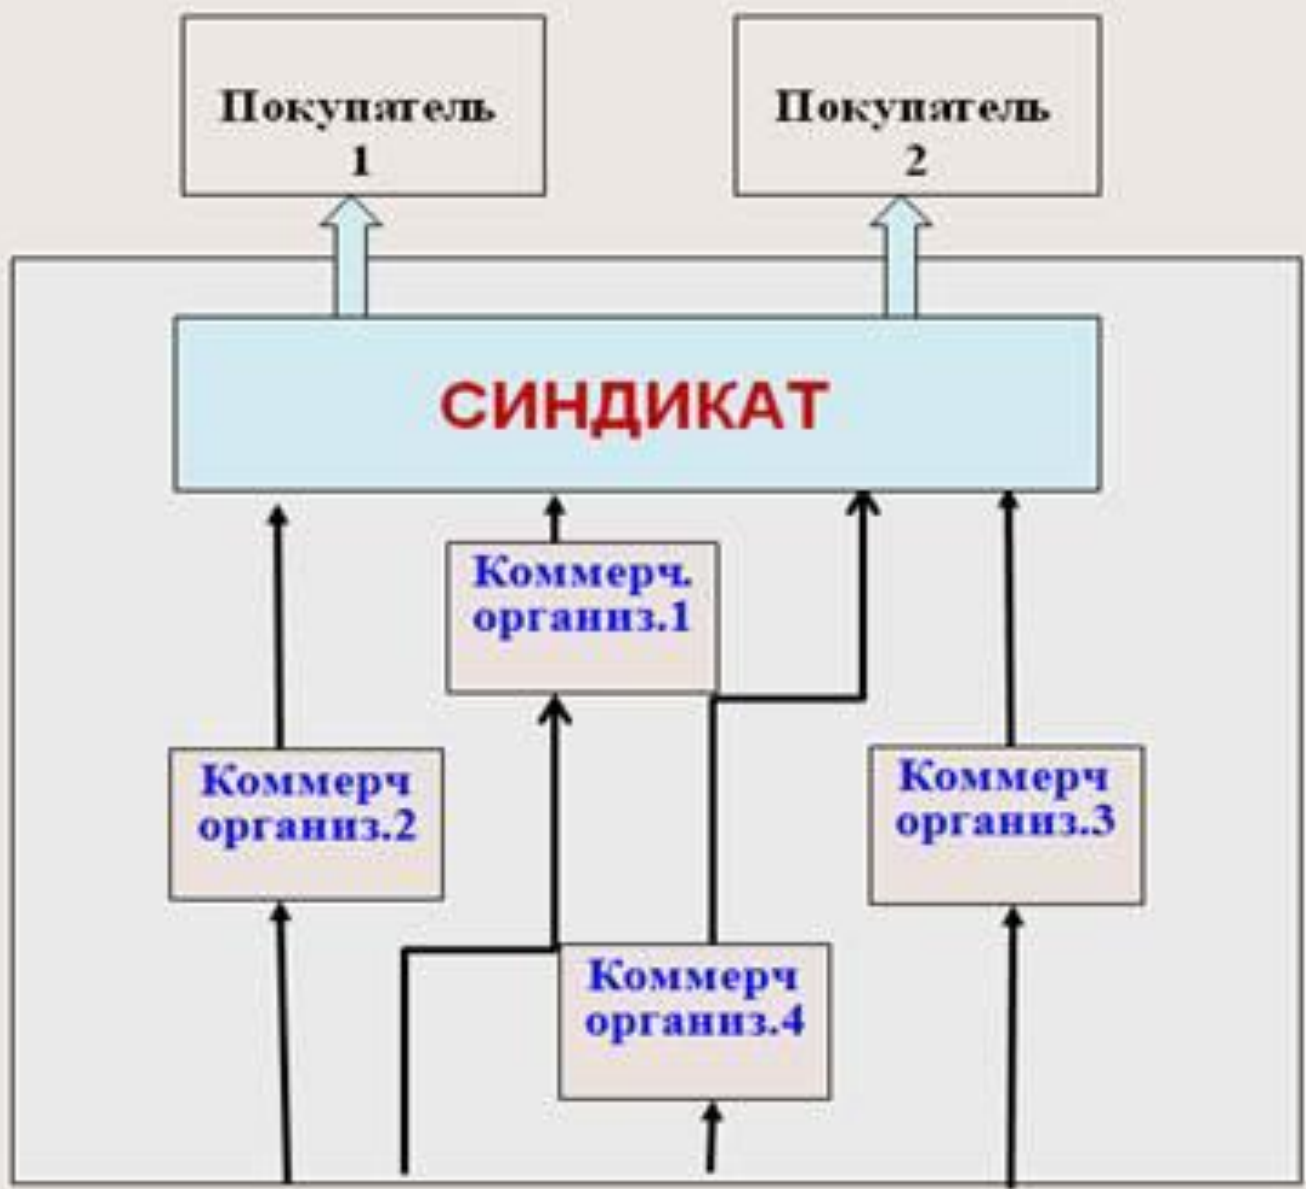 Покупатель
1
Покупатель
2
СИНДИКАТ
Коммерч.
организ.1
Коммерч
организ.2
Коммерч
организ.3
Коммерч
организ.4